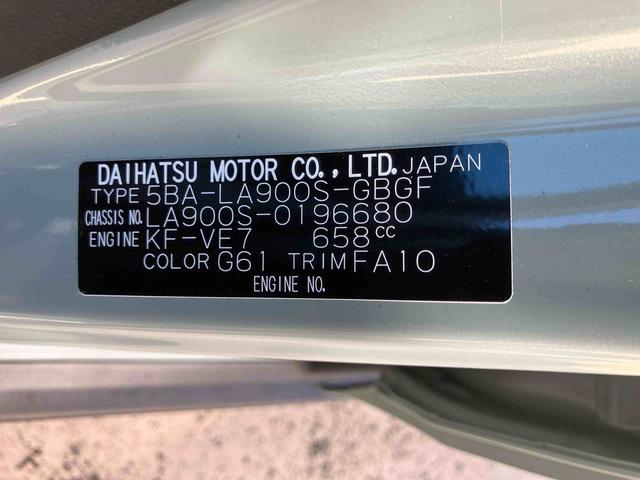 DAIHATSU MOTOR CO.,LTD. JAPAN
TYPE 5BA-LA900S-GBGF
CHASSIS NO. LA900S-0196680
ENGINE KF-VE7 658cc
COLOR G61 TRIM FA10
ENGINE NO.